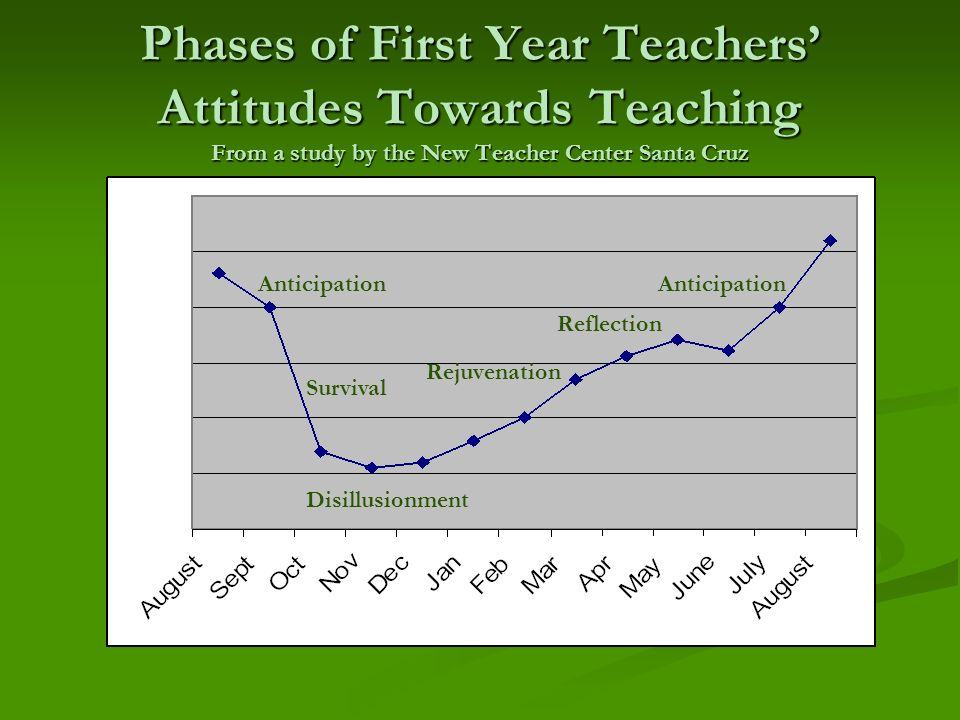 Phases of First Year Teachers’
Attitudes Towards Teaching
From a study by the New Teacher Center Santa Cruz
Anticipation
Anticipation
Reflection
Rejuvenation
Survival
Disillusionment
August
Sept
Oct
Nov
Dec
Jan
Feb
Mar
Apr
May
June
July
August